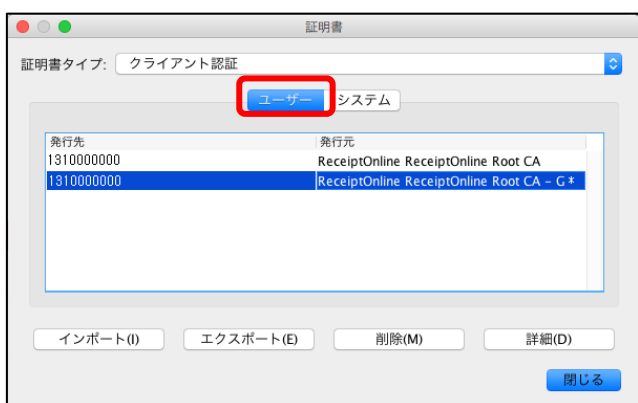 証明書
証明書タイプ: クライアント認証
ユーザー システム
発行先 発行元
1310000000 ReceiptOnline ReceiptOnline Root CA
1310000000 ReceiptOnline ReceiptOnline Root CA – G *
インポート(I) エクスポート(E) 削除(M) 詳細(D)
閉じる